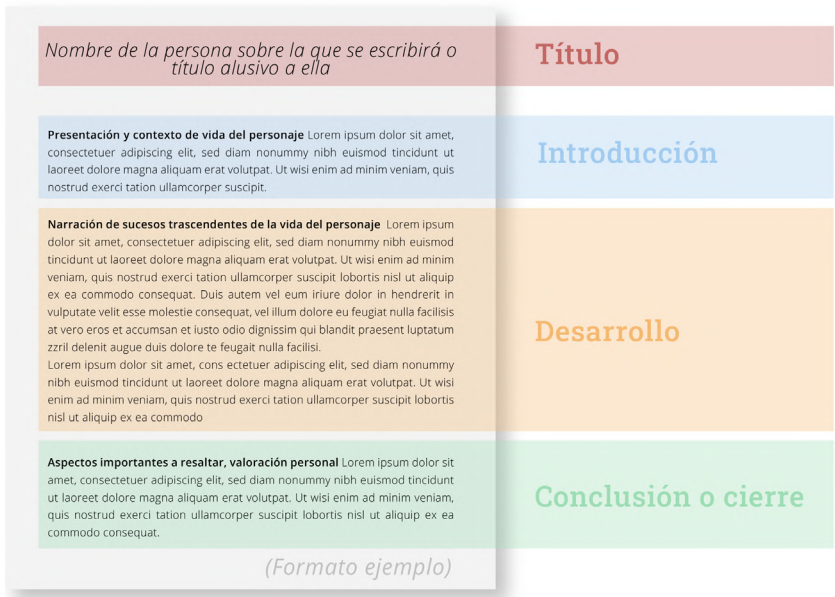 Nombre de la persona sobre la que se escribirá o
título alusivo a ella
Título
Presentación y contexto de vida del personaje Lorem ipsum dolor sit amet,
consectetuer adipiscing elit, sed diam nonummy nibh euismod tincidunt ut
laoreet dolore magna aliquam erat volutpat. Ut wisi enim ad minim veniam, quis
nostrud exerci tation ullamcorper suscipit.
Introducción
Narración de sucesos trascendentes de la vida del personaje Lorem ipsum
dolor sit amet, consectetuer adipiscing elit, sed diam nonummy nibh euismod
tincidunt ut laoreet dolore magna aliquam erat volutpat. Ut wisi enim ad minim
veniam, quis nostrud exerci tation ullamcorper suscipit lobortis nisl ut aliquip
ex ea commodo consequat. Duis autem vel eum iriure dolor in hendrerit in
vulputate velit esse molestie consequat, vel illum dolore eu feugiat nulla facilisis
at vero eros et accumsan et iusto odio dignissim qui blandit praesent luptatum
zzril delenit augue duis dolore te feugait nulla facilisi.
Lorem ipsum dolor sit amet, cons ectetuer adipiscing elit, sed diam nonummy
nibh euismod tincidunt ut laoreet dolore magna aliquam erat volutpat. Ut wisi
enim ad minim veniam, quis nostrud exerci tation ullamcorper suscipit lobortis
nisl ut aliquip ex ea commodo
Desarrollo
Aspectos importantes a resaltar, valoración personal Lorem ipsum dolor sit
amet, consectetuer adipiscing elit, sed diam nonummy nibh euismod tincidunt
ut laoreet dolore magna aliquam erat volutpat. Ut wisi enim ad minim veniam,
quis nostrud exerci tation ullamcorper suscipit lobortis nisl ut aliquip ex ea
commodo consequat.
Conclusión o cierre
(Formato ejemplo)